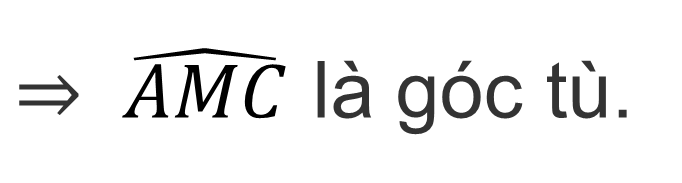 ⇒ $\widehat{AMC}$ là góc tù.